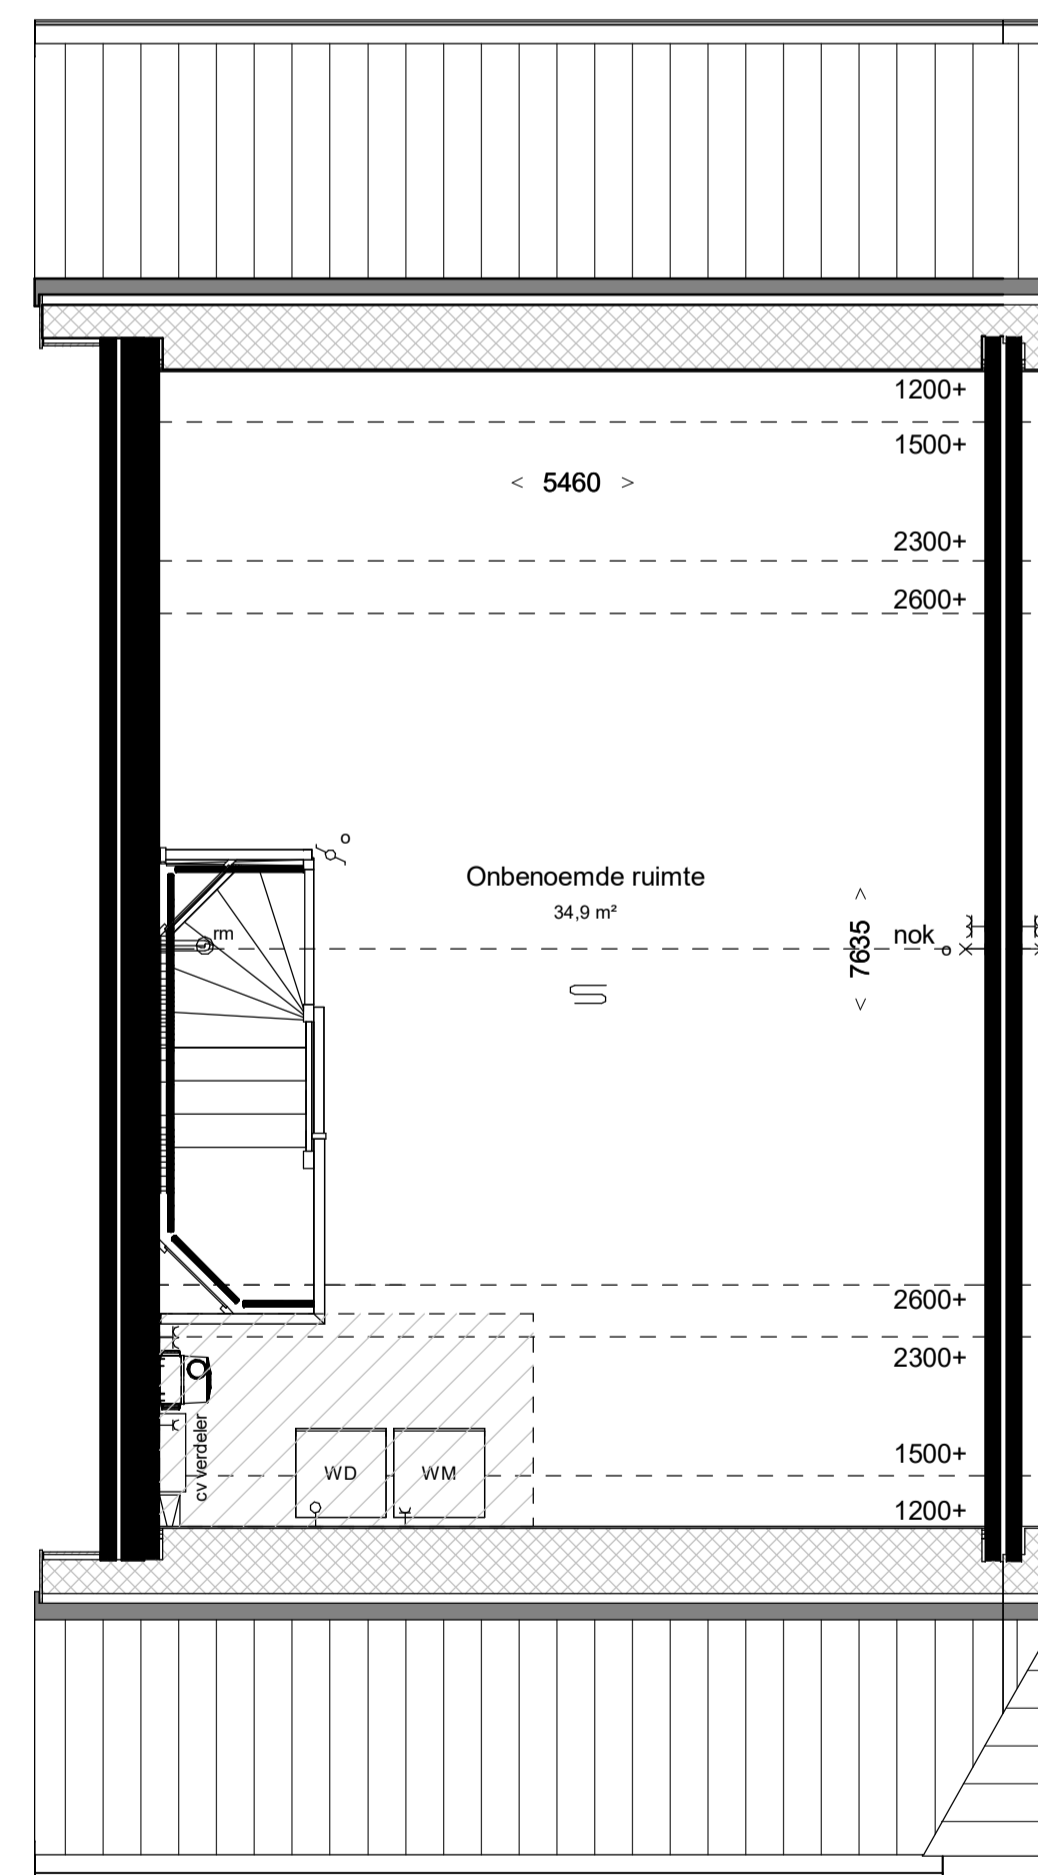 1200+
1500+
< 5460 >
2300+
2600+
o
Onbenoemde ruimte
34,9 m²
rm
< 7635 >
nok
o
2600+
2300+
cv verdeler
1500+
WD
WM
1200+